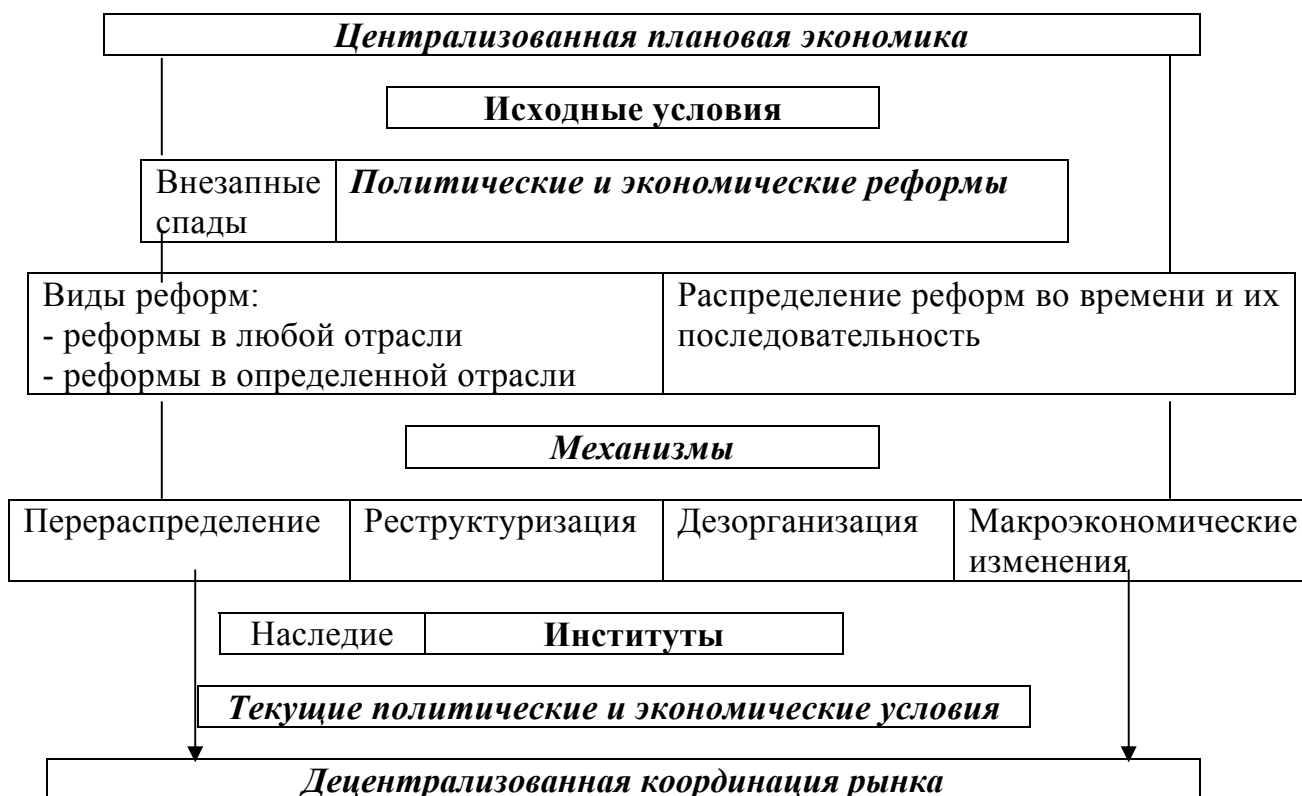 Централизованная плановая экономика
Исходные условия
Внезапные
спады
Политические и экономические реформы
Виды реформ:
- реформы в любой отрасли
- реформы в определенной отрасли
Распределение реформ во времени и их
последовательность
Механизмы
Перераспределение
Реструктуризация
Дезорганизация
Макроэкономические
изменения
Наследие
Институты
Текущие политические и экономические условия
Децентрализованная координация рынка